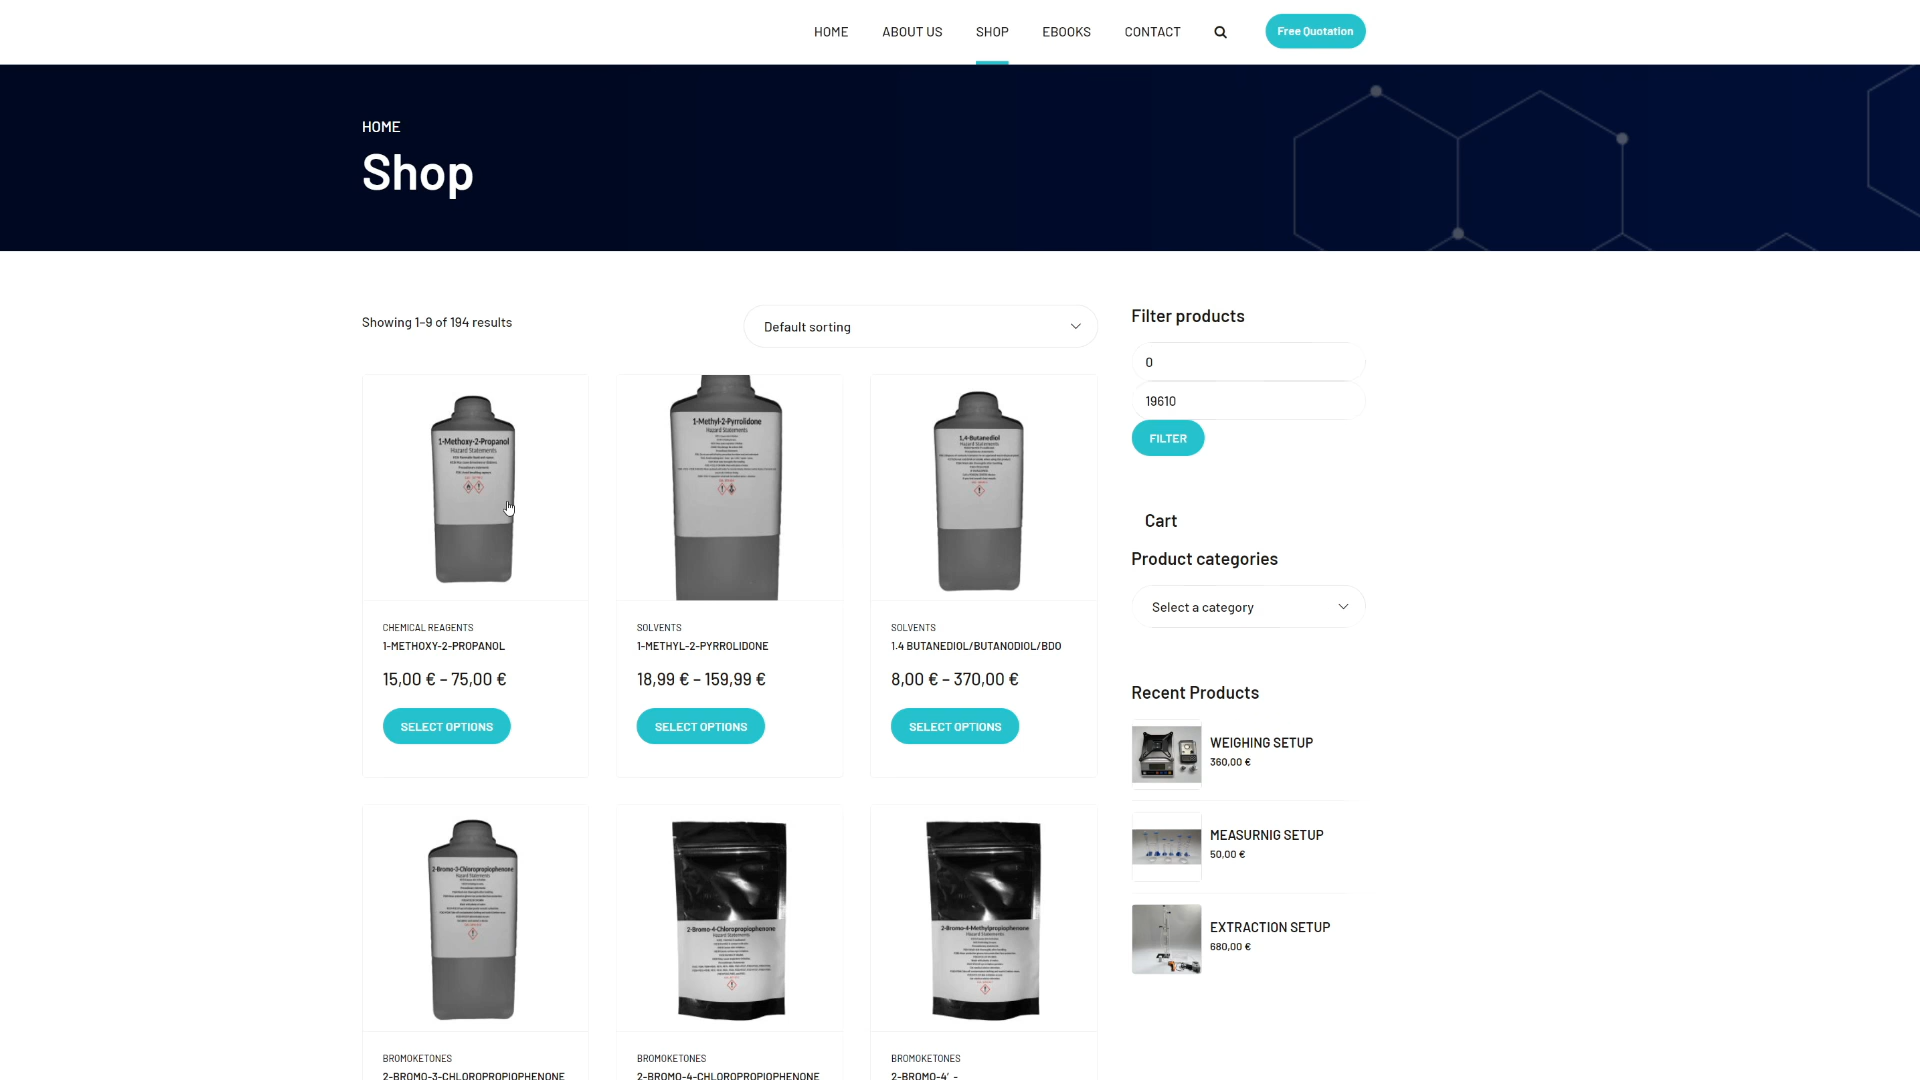 HOME ABOUT US SHOP EBOOKS CONTACT Free Quotation
HOME
Shop
Showing 1–9 of 194 results
Default sorting
Filter products
0
19610
FILTER
Cart
Product categories
Select a category
1-Methoxy-2-Propanol
Hazard Statements
1-Methyl-2-Pyrrolidone
Hazard Statements
1,4-Butanediol
Hazard Statements
CHEMICAL REAGENTS
1-METHOXY-2-PROPANOL
15,00 € – 75,00 €
SELECT OPTIONS
SOLVENTS
1-METHYL-2-PYRROLIDONE
18,99 € – 159,99 €
SELECT OPTIONS
SOLVENTS
1.4 BUTANEDIOL/BUTANODIOL/BDO
8,00 € – 370,00 €
SELECT OPTIONS
Recent Products
WEIGHING SETUP
360,00 €
MEASURNIG SETUP
50,00 €
EXTRACTION SETUP
680,00 €
2-Bromo-3-Chloropropiophenone
Hazard Statements
2-Bromo-4-Chloropropiophenone
Hazard Statements
2-Bromo-4-Methylpropiophenone
Hazard Statements
BROMOKETONES
2-BROMO-3-CHLOROPROPIOPHENONE
BROMOKETONES
2-BROMO-4-CHLOROPROPIOPHENONE
BROMOKETONES
2-BROMO-4′ -